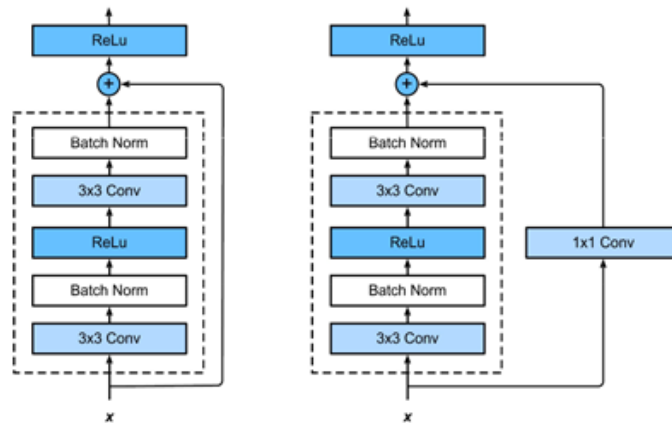 ReLu
+
Batch Norm
3x3 Conv
ReLu
Batch Norm
3x3 Conv
x
ReLu
+
Batch Norm
3x3 Conv
ReLu
Batch Norm
3x3 Conv
1x1 Conv
x